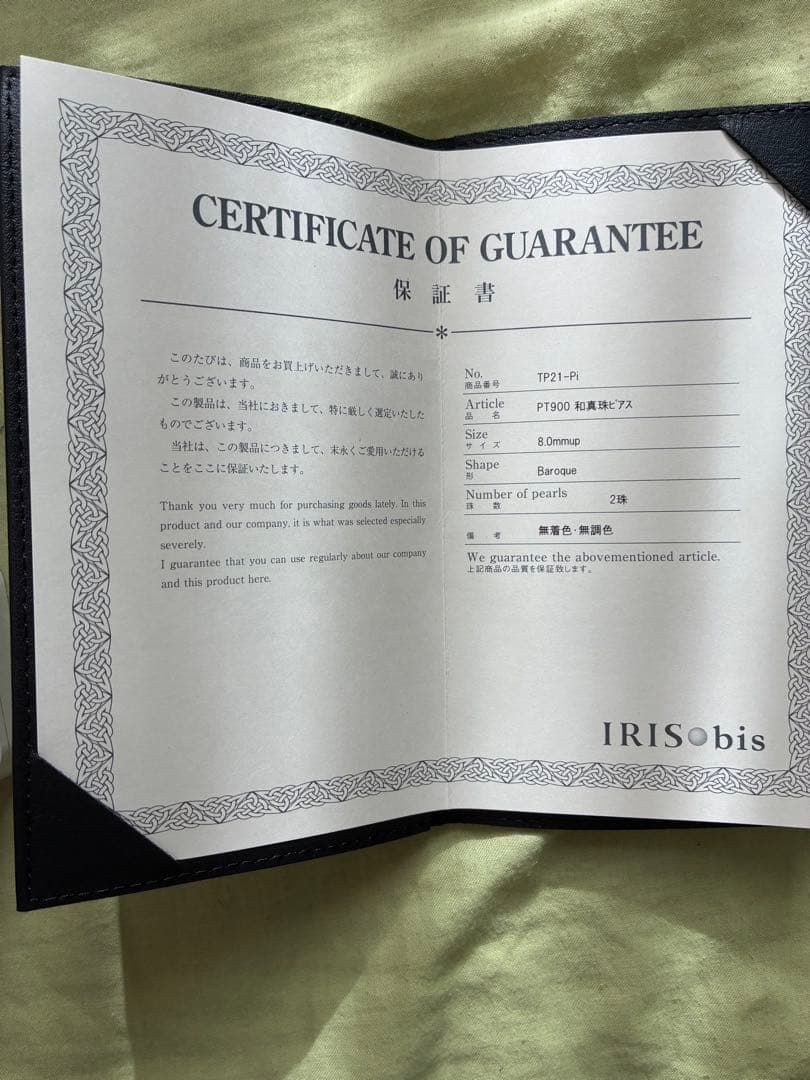 CERTIFICATE OF GUARANTEE
保証書
*
このたびは、商品をお買上げいただきまして、誠にあり
がとうございます。
この製品は、当社におきまして、特に厳しく選定いたした
ものでございます。
当社は、この製品につきまして、末永くご愛用いただける
ことをここに保証いたします。
Thank you very much for purchasing goods lately. In this
product and our company, it is what was selected especially
severely.
I guarantee that you can use regularly about our company
and this product here.
No.
商品番号 TP21-Pi
Article
品名 PT900 和真珠ピアス
Size
サイズ 8.0mmup
Shape
形 Baroque
Number of pearls
珠数 2珠
備考 無着色・無調色
We guarantee the abovementioned article.
上記商品の品質を保証致します。
IRIS bis